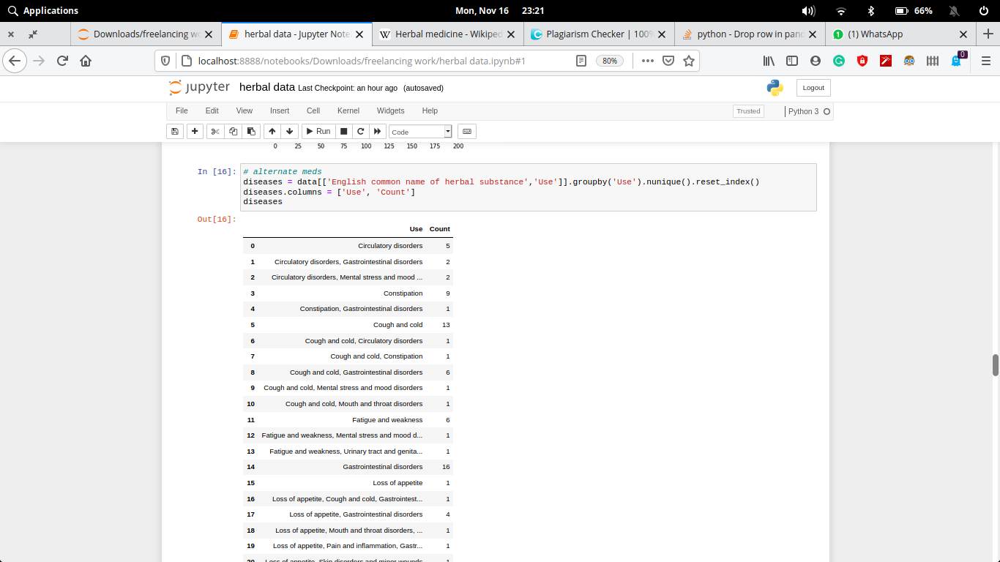 Applications
Mon, Nov 16 23:21
66%
Downloads/freelancing wo
herbal data - Jupyter Note
Herbal medicine - Wikiped
Plagiarism Checker | 100%
python - Drop row in pand
(1) WhatsApp
localhost:8888/notebooks/Downloads/freelancing work/herbal data.ipynb#1
80%
0
jupyter herbal data Last Checkpoint: an hour ago (autosaved)
Logout
File Edit View Insert Cell Kernel Widgets Help
Trusted
Python 3
Run
Code
0 25 50 75 100 125 150 175 200
In [16]:
# alternate meds
diseases = data[['English common name of herbal substance','Use']].groupby('Use').nunique().reset_index()
diseases.columns = ['Use', 'Count']
diseases
Out[16]:
Use Count
0 Circulatory disorders 5
1 Circulatory disorders, Gastrointestinal disorders 2
2 Circulatory disorders, Mental stress and mood ... 2
3 Constipation 9
4 Constipation, Gastrointestinal disorders 1
5 Cough and cold 13
6 Cough and cold, Circulatory disorders 1
7 Cough and cold, Constipation 1
8 Cough and cold, Gastrointestinal disorders 6
9 Cough and cold, Mental stress and mood disorders 1
10 Cough and cold, Mouth and throat disorders 1
11 Fatigue and weakness 6
12 Fatigue and weakness, Mental stress and mood d... 1
13 Fatigue and weakness, Urinary tract and genita... 1
14 Gastrointestinal disorders 16
15 Loss of appetite 1
16 Loss of appetite, Cough and cold, Gastrointest... 1
17 Loss of appetite, Gastrointestinal disorders 4
18 Loss of appetite, Mouth and throat disorders, ... 1
19 Loss of appetite, Pain and inflammation, Gastr... 1
20 Loss of appetite, Skin disorders and minor wounds 1